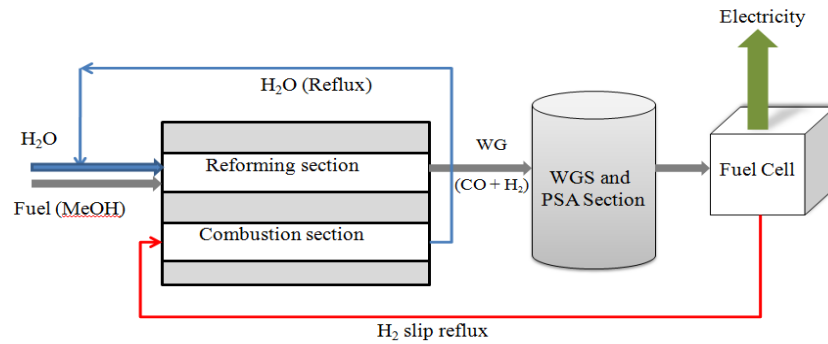 Electricity
H₂O (Reflux)
H₂O
Reforming section
WG
(CO + H₂)
WGS and
PSA Section
Fuel Cell
Fuel (MeOH)
Combustion section
H₂ slip reflux